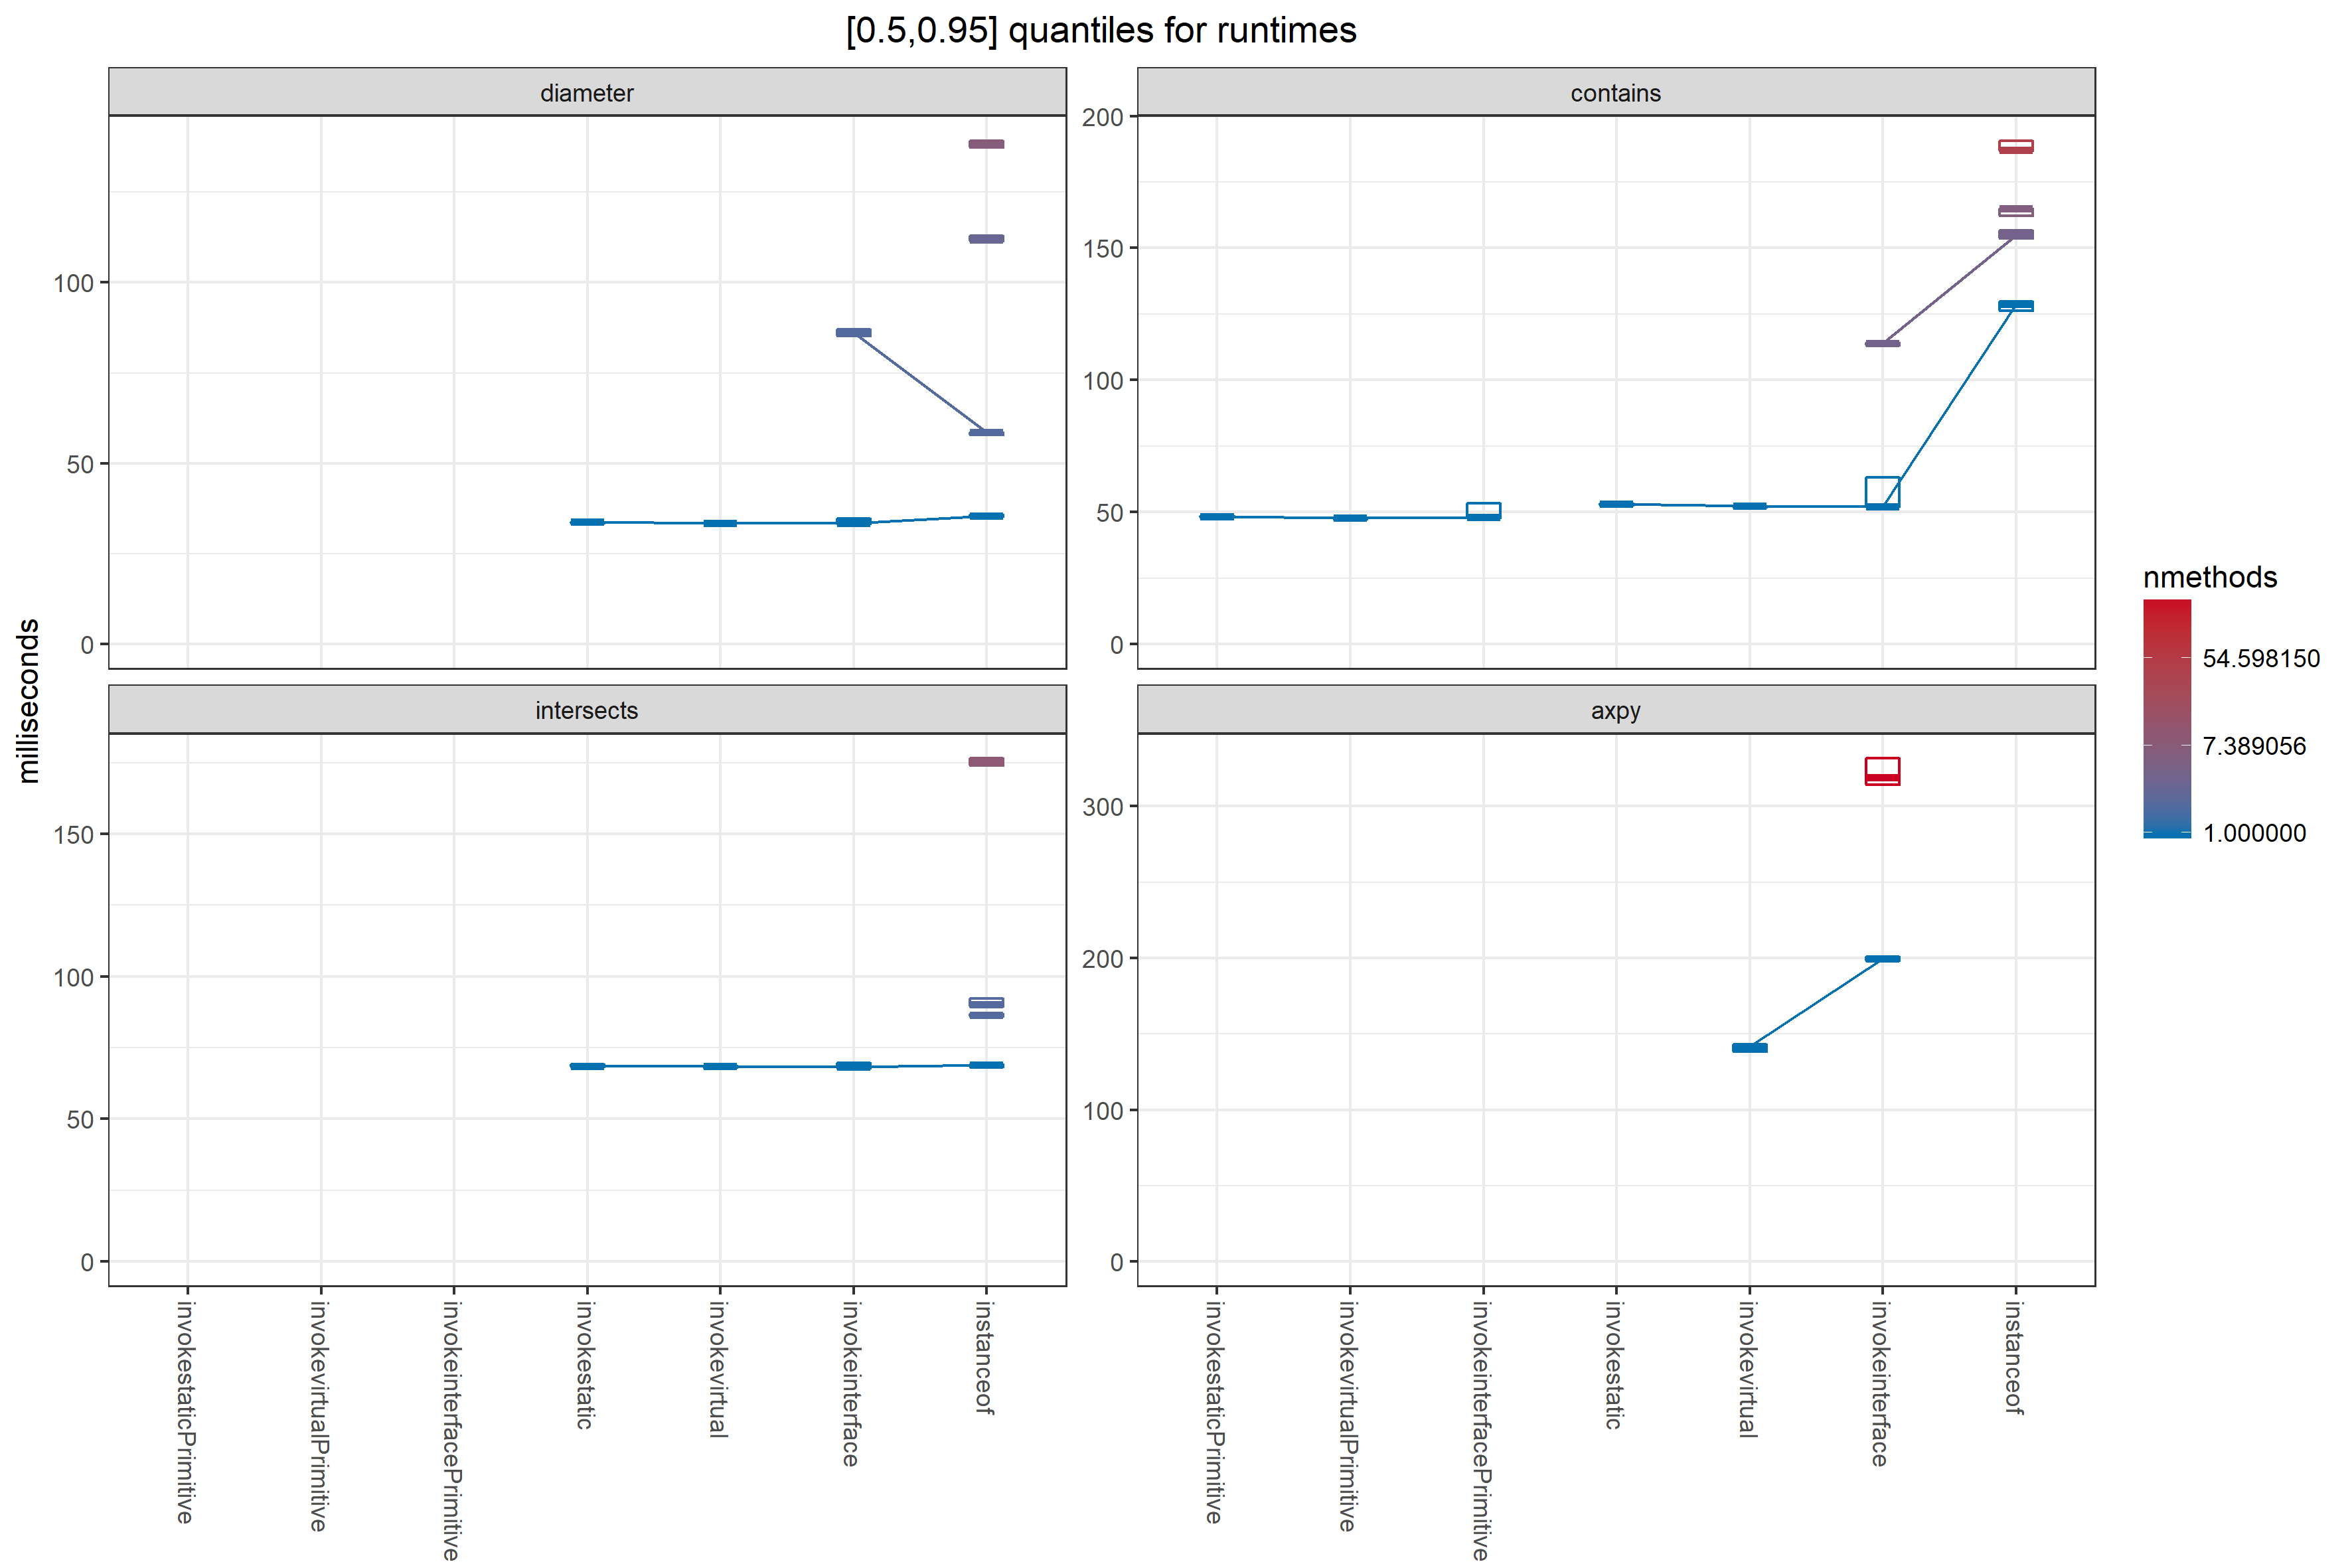 [0.5,0.95] quantiles for runtimes
diameter
contains
100
50
0
200
150
100
50
0
milliseconds
intersects
axpy
150
100
50
0
300
200
100
0
invokestaticPrimitive
invokevirtualPrimitive
invokeinterfacePrimitive
invokestatic
invokevirtual
invokeinterface
instanceof
invokestaticPrimitive
invokevirtualPrimitive
invokeinterfacePrimitive
invokestatic
invokevirtual
invokeinterface
instanceof
nmethods
54.598150
7.389056
1.000000